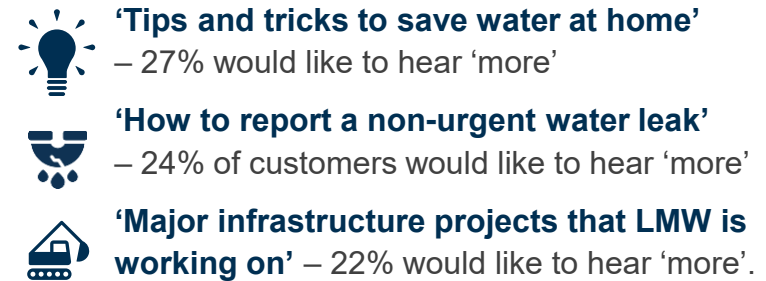 ‘Tips and tricks to save water at home’
– 27% would like to hear ‘more’
‘How to report a non-urgent water leak’
– 24% of customers would like to hear ‘more’
‘Major infrastructure projects that LMW is
working on’ – 22% would like to hear ‘more’.